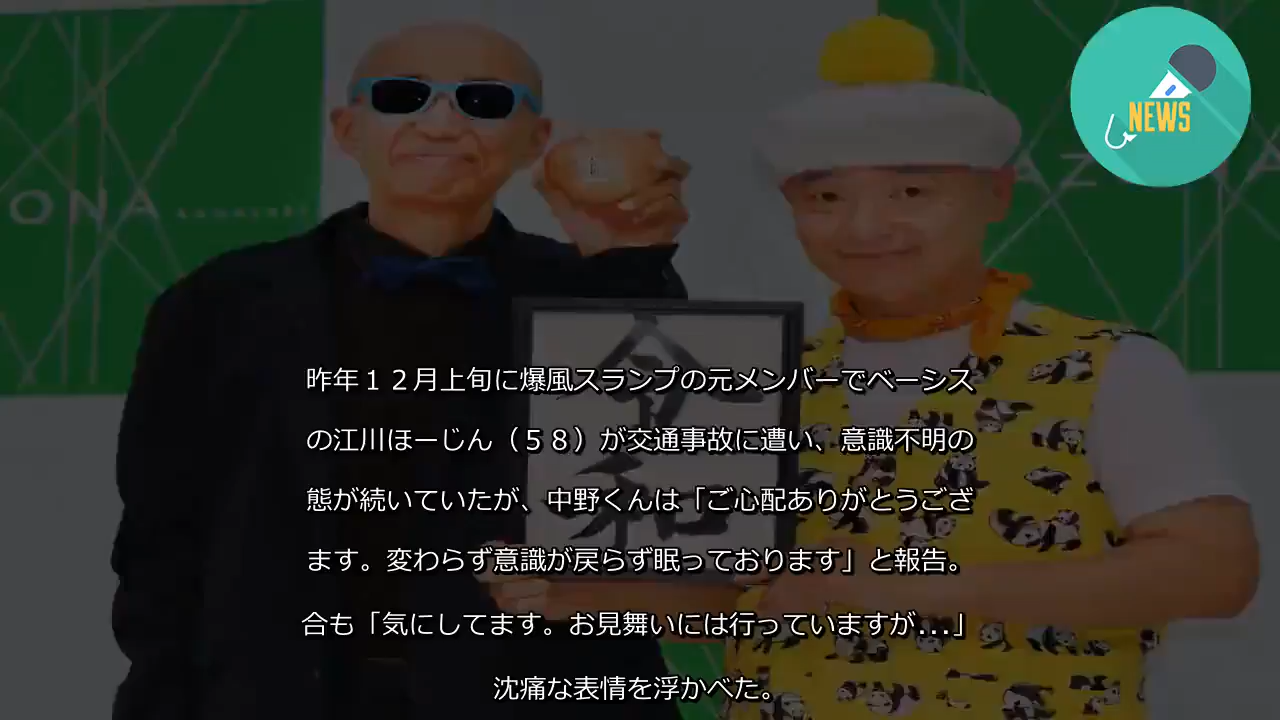 NEWS
ONA
KAWASAKI
AZ
NA
令和
昨年１２月上旬に爆風スランプの元メンバーでベーシス
の江川ほーじん（５８）が交通事故に遭い、意識不明の
態が続いていたが、中野くんは「ご心配ありがとうござ
ます。変わらず意識が戻らず眠っております」と報告。
合も「気にしてます。お見舞いには行っていますが...」
沈痛な表情を浮かべた。